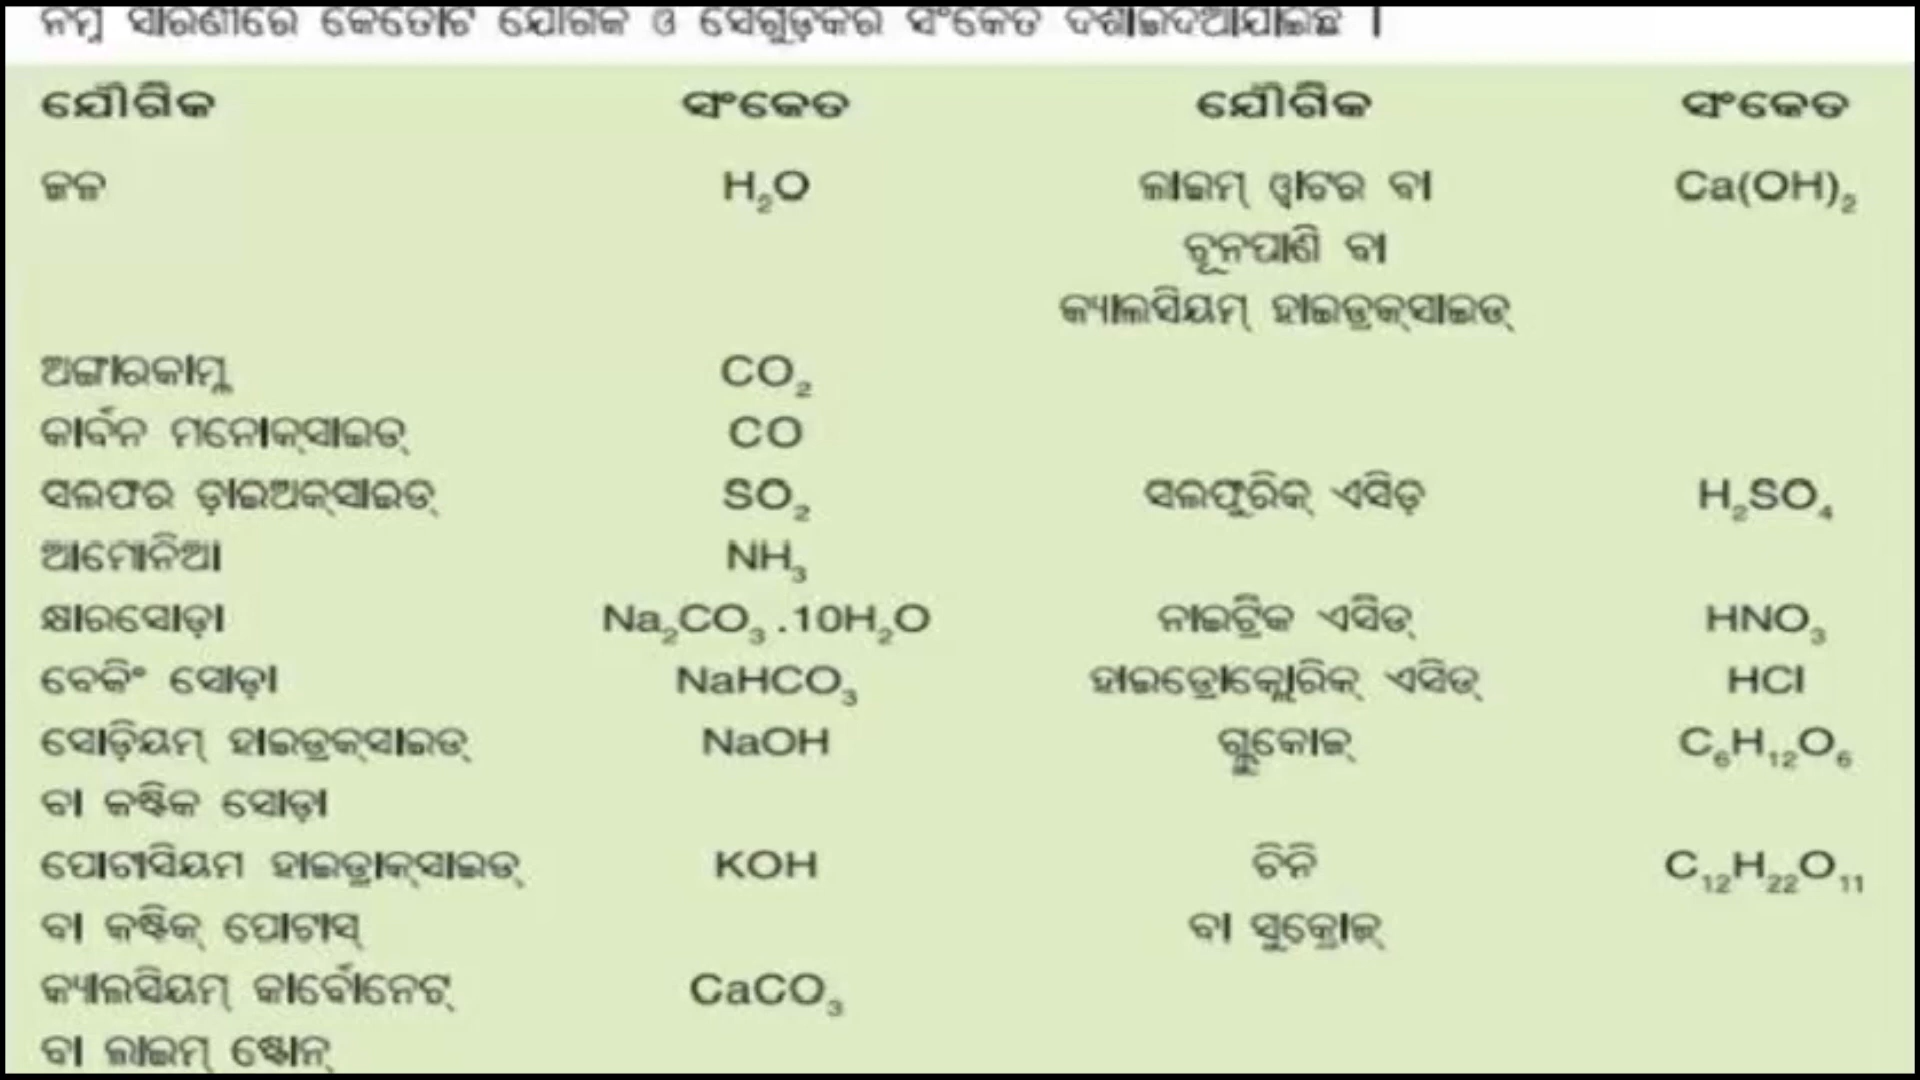 ନିମ୍ନ ସାରଣୀରେ କେତୋଟି ଯୌଗିକ ଓ ସେଗୁଡ଼ିକର ସଂକେତ ଦର୍ଶାଇଦିଆଯାଇଛି ।
ଯୌଗିକ ସଂକେତ ଯୌଗିକ ସଂକେତ
ଜଳ H₂O ଲାଇମ୍ ୱାଟର ବା Ca(OH)₂
ଚୂନପାଣି ବା
କ୍ୟାଲସିୟମ୍ ହାଇଡ୍ରକ୍‌ସାଇଡ୍
ଅଙ୍ଗାରକାମ୍ଳ CO₂
କାର୍ବନ ମନୋକ୍‌ସାଇଡ୍ CO
ସଲଫର ଡ଼ାଇଅକ୍‌ସାଇଡ୍ SO₂ ସଲଫୁରିକ୍ ଏସିଡ଼ H₂SO₄
ଆମୋନିଆ NH₃
କ୍ଷାରସୋଡ଼ା Na₂CO₃.10H₂O ନାଇଟ୍ରିକ ଏସିଡ୍ HNO₃
ବେକିଂ ସୋଡ଼ା NaHCO₃ ହାଇଡ୍ରୋକ୍ଲୋରିକ୍ ଏସିଡ୍ HCl
ସୋଡ଼ିୟମ୍ ହାଇଡ୍ରକ୍‌ସାଇଡ୍ NaOH ଗ୍ଲୁକୋଜ୍ C₆H₁₂O₆
ବା କଷ୍ଟିକ ସୋଡ଼ା
ପୋଟାସିୟମ ହାଇଡ୍ରାକ୍‌ସାଇଡ୍ KOH ଚିନି C₁₂H₂₂O₁₁
ବା କଷ୍ଟିକ୍ ପୋଟାସ୍ ବା ସୁକ୍ରୋଜ୍
କ୍ୟାଲସିୟମ୍ କାର୍ବୋନେଟ୍ CaCO₃
ବା ଲାଇମ୍ ଷ୍ଟୋନ୍